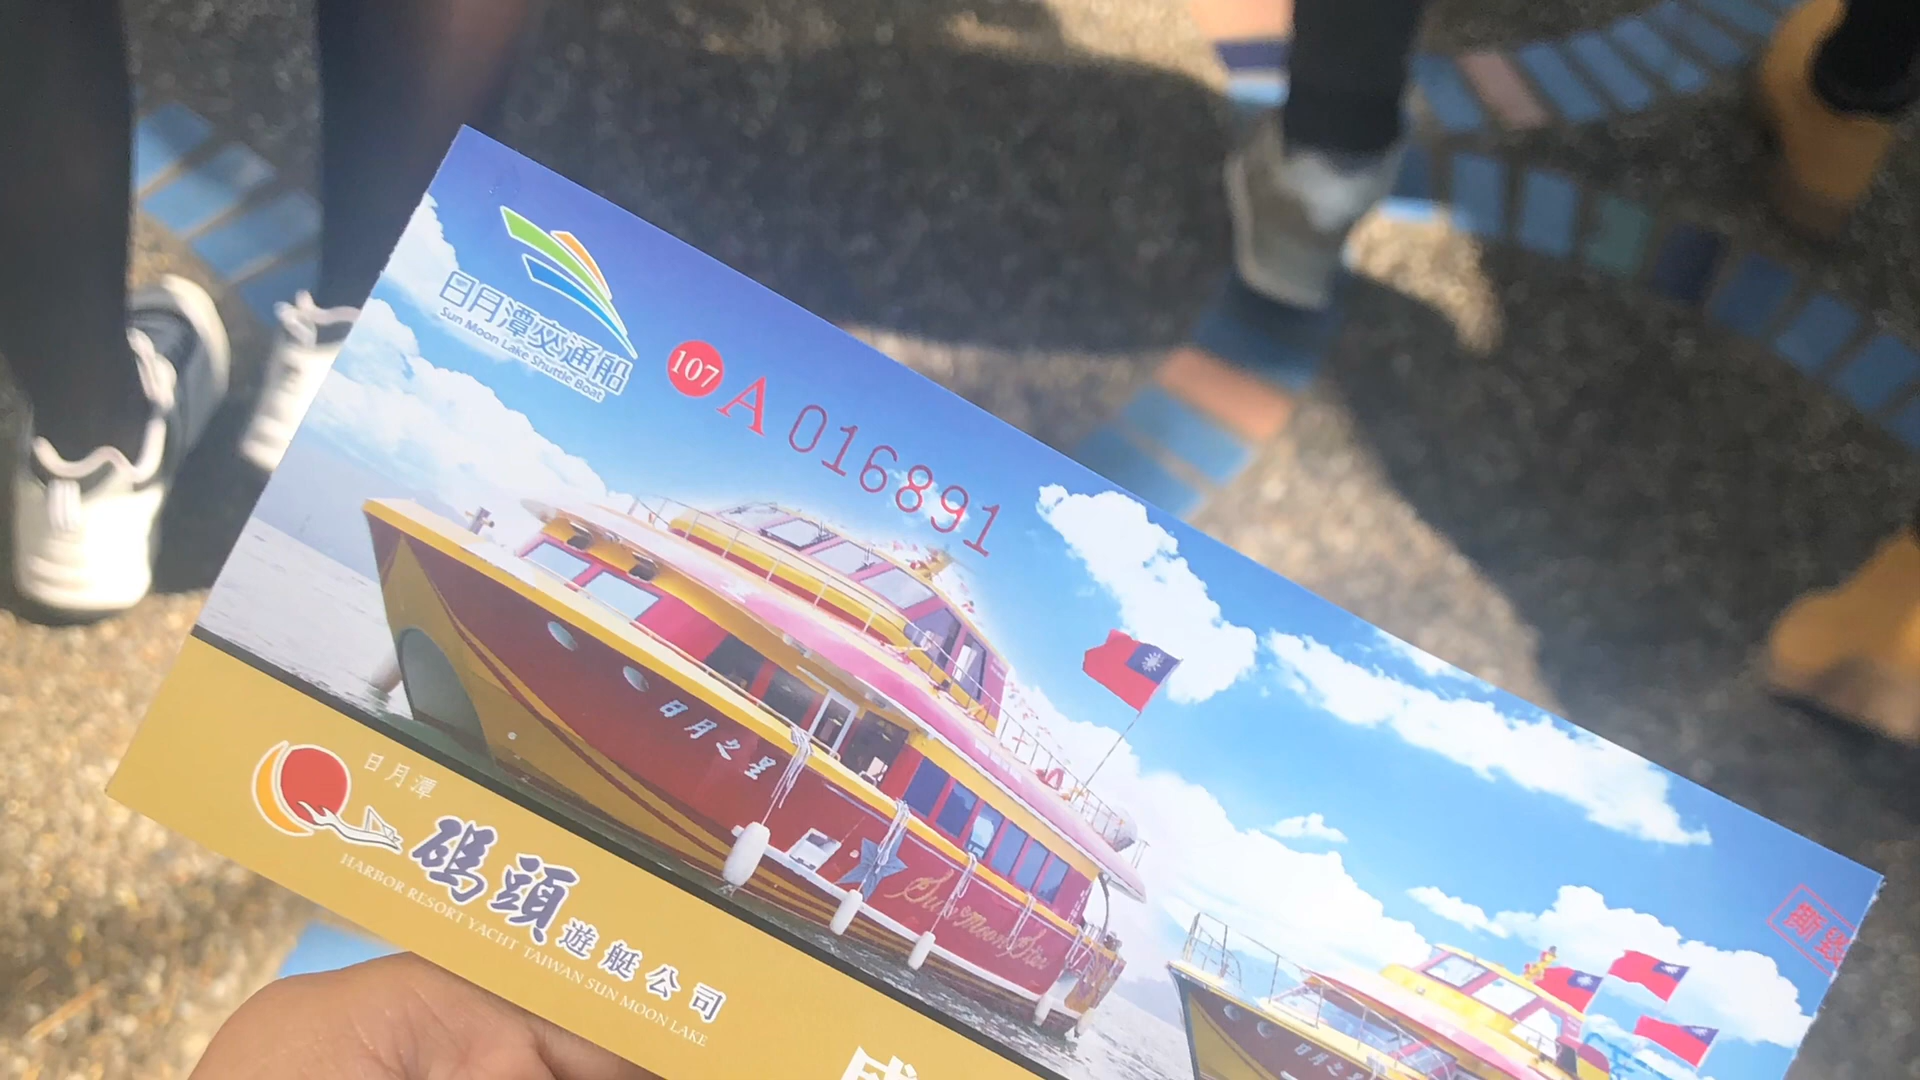 日月潭交通船
Sun Moon Lake Shuttle Boat
107 A 016891
日月之星
Sun Moon Star
日月潭
碼頭遊艇公司
HARBOR RESORT YACHT TAIWAN SUN MOON LAKE
撕毀
日月之星